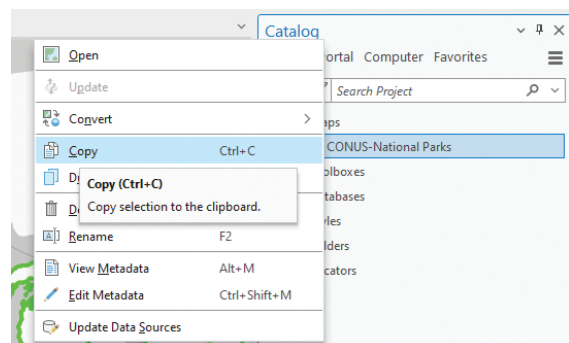 Catalog
ortal Computer Favorites
Open
Search Project
Update
Convert
aps
Copy Ctrl+C
CONUS-National Parks
Copy (Ctrl+C)
olboxes
Copy selection to the clipboard.
tabases
yles
Rename F2
lders
View Metadata Alt+M
cators
Edit Metadata Ctrl+Shift+M
Update Data Sources